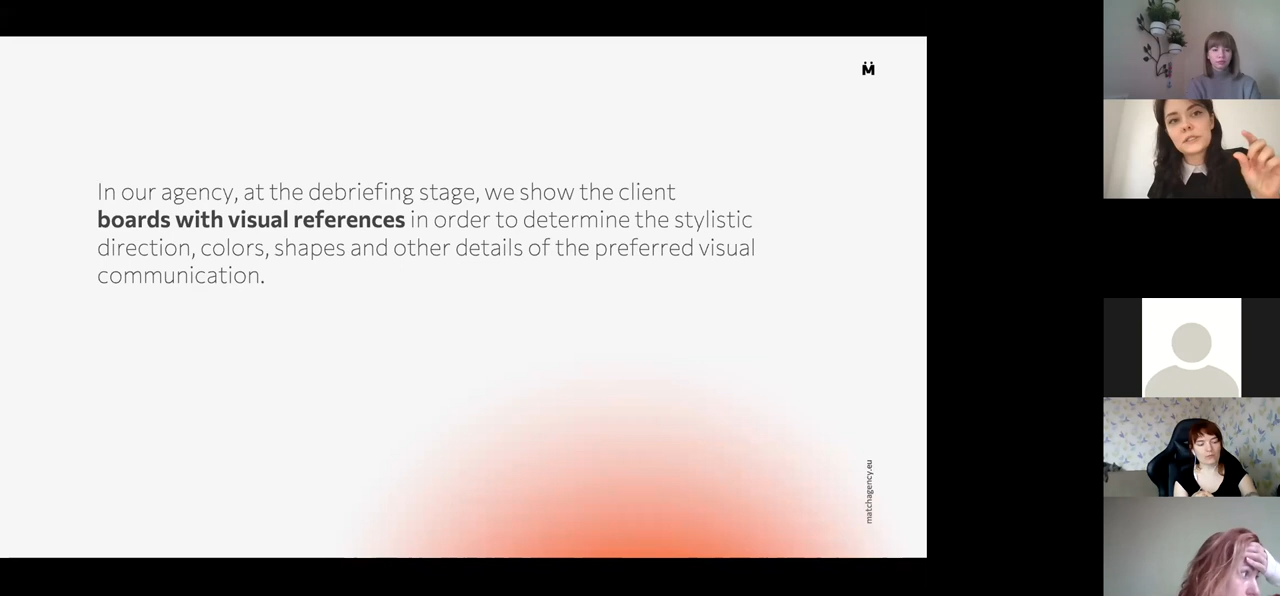 M̈
In our agency, at the debriefing stage, we show the client
boards with visual references in order to determine the stylistic
direction, colors, shapes and other details of the preferred visual
communication.
matchagency.eu